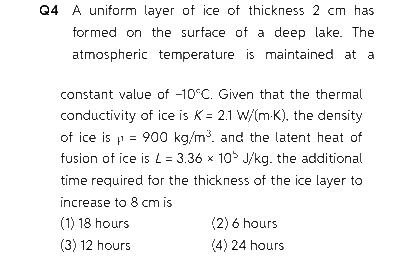 Q4 A uniform layer of ice of thickness 2 cm has
formed on the surface of a deep lake. The
atmospheric temperature is maintained at a
constant value of –10°C. Given that the thermal
conductivity of ice is K = 2.1 W/(m·K), the density
of ice is ρ = 900 kg/m³, and the latent heat of
fusion of ice is L = 3.36 × 10⁵ J/kg. the additional
time required for the thickness of the ice layer to
increase to 8 cm is
(1) 18 hours (2) 6 hours
(3) 12 hours (4) 24 hours